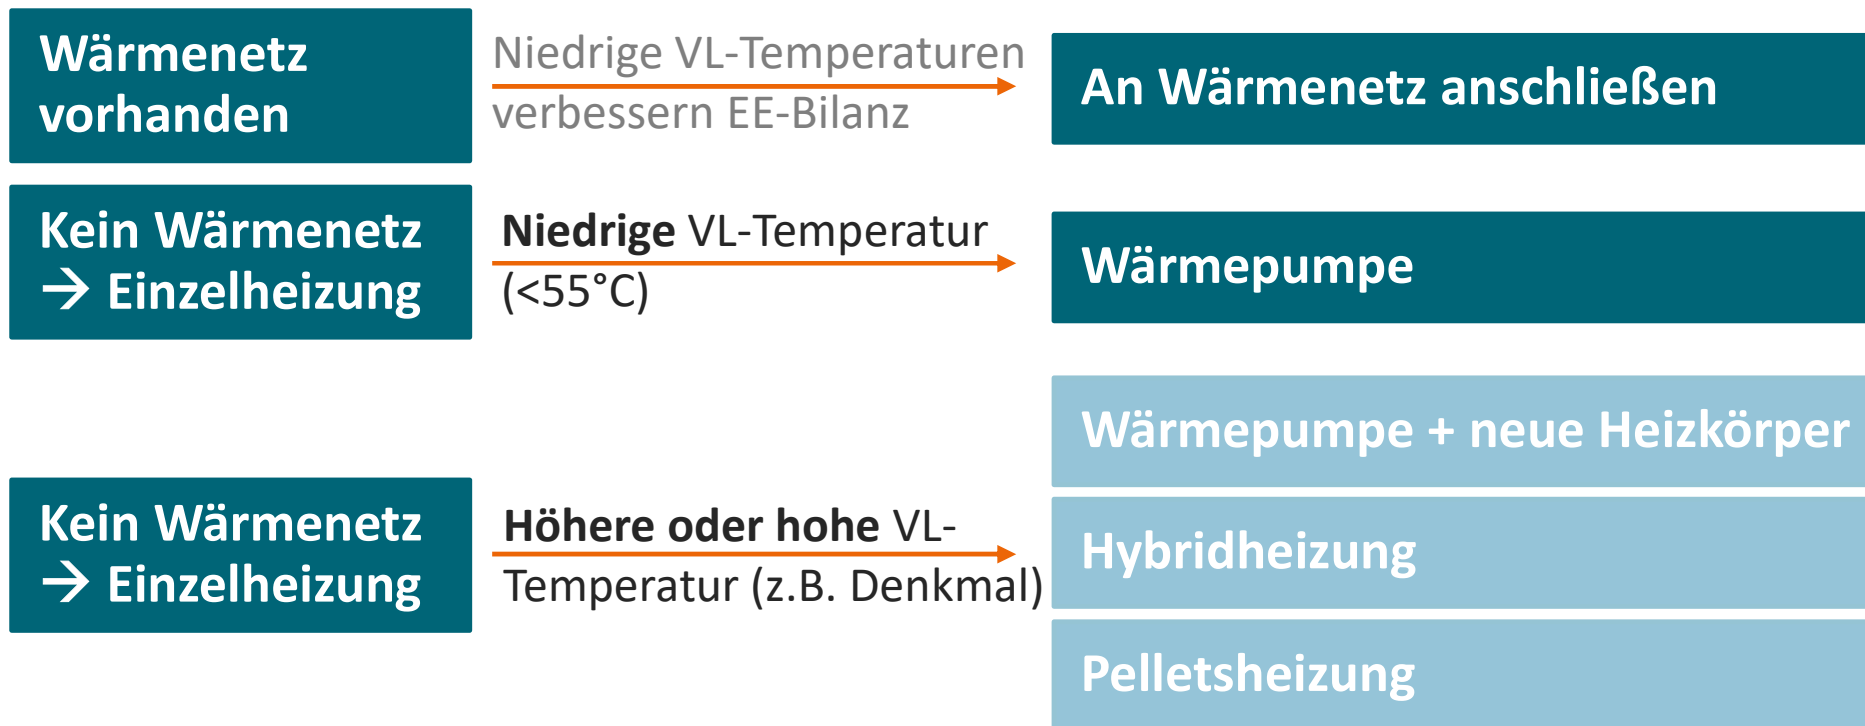 Wärmenetz
vorhanden
Niedrige VL-Temperaturen
verbessern EE-Bilanz
An Wärmenetz anschließen
Kein Wärmenetz
→ Einzelheizung
Niedrige VL-Temperatur
(<55°C)
Wärmepumpe
Kein Wärmenetz
→ Einzelheizung
Höhere oder hohe VL-
Temperatur (z.B. Denkmal)
Wärmepumpe + neue Heizkörper
Hybridheizung
Pelletsheizung